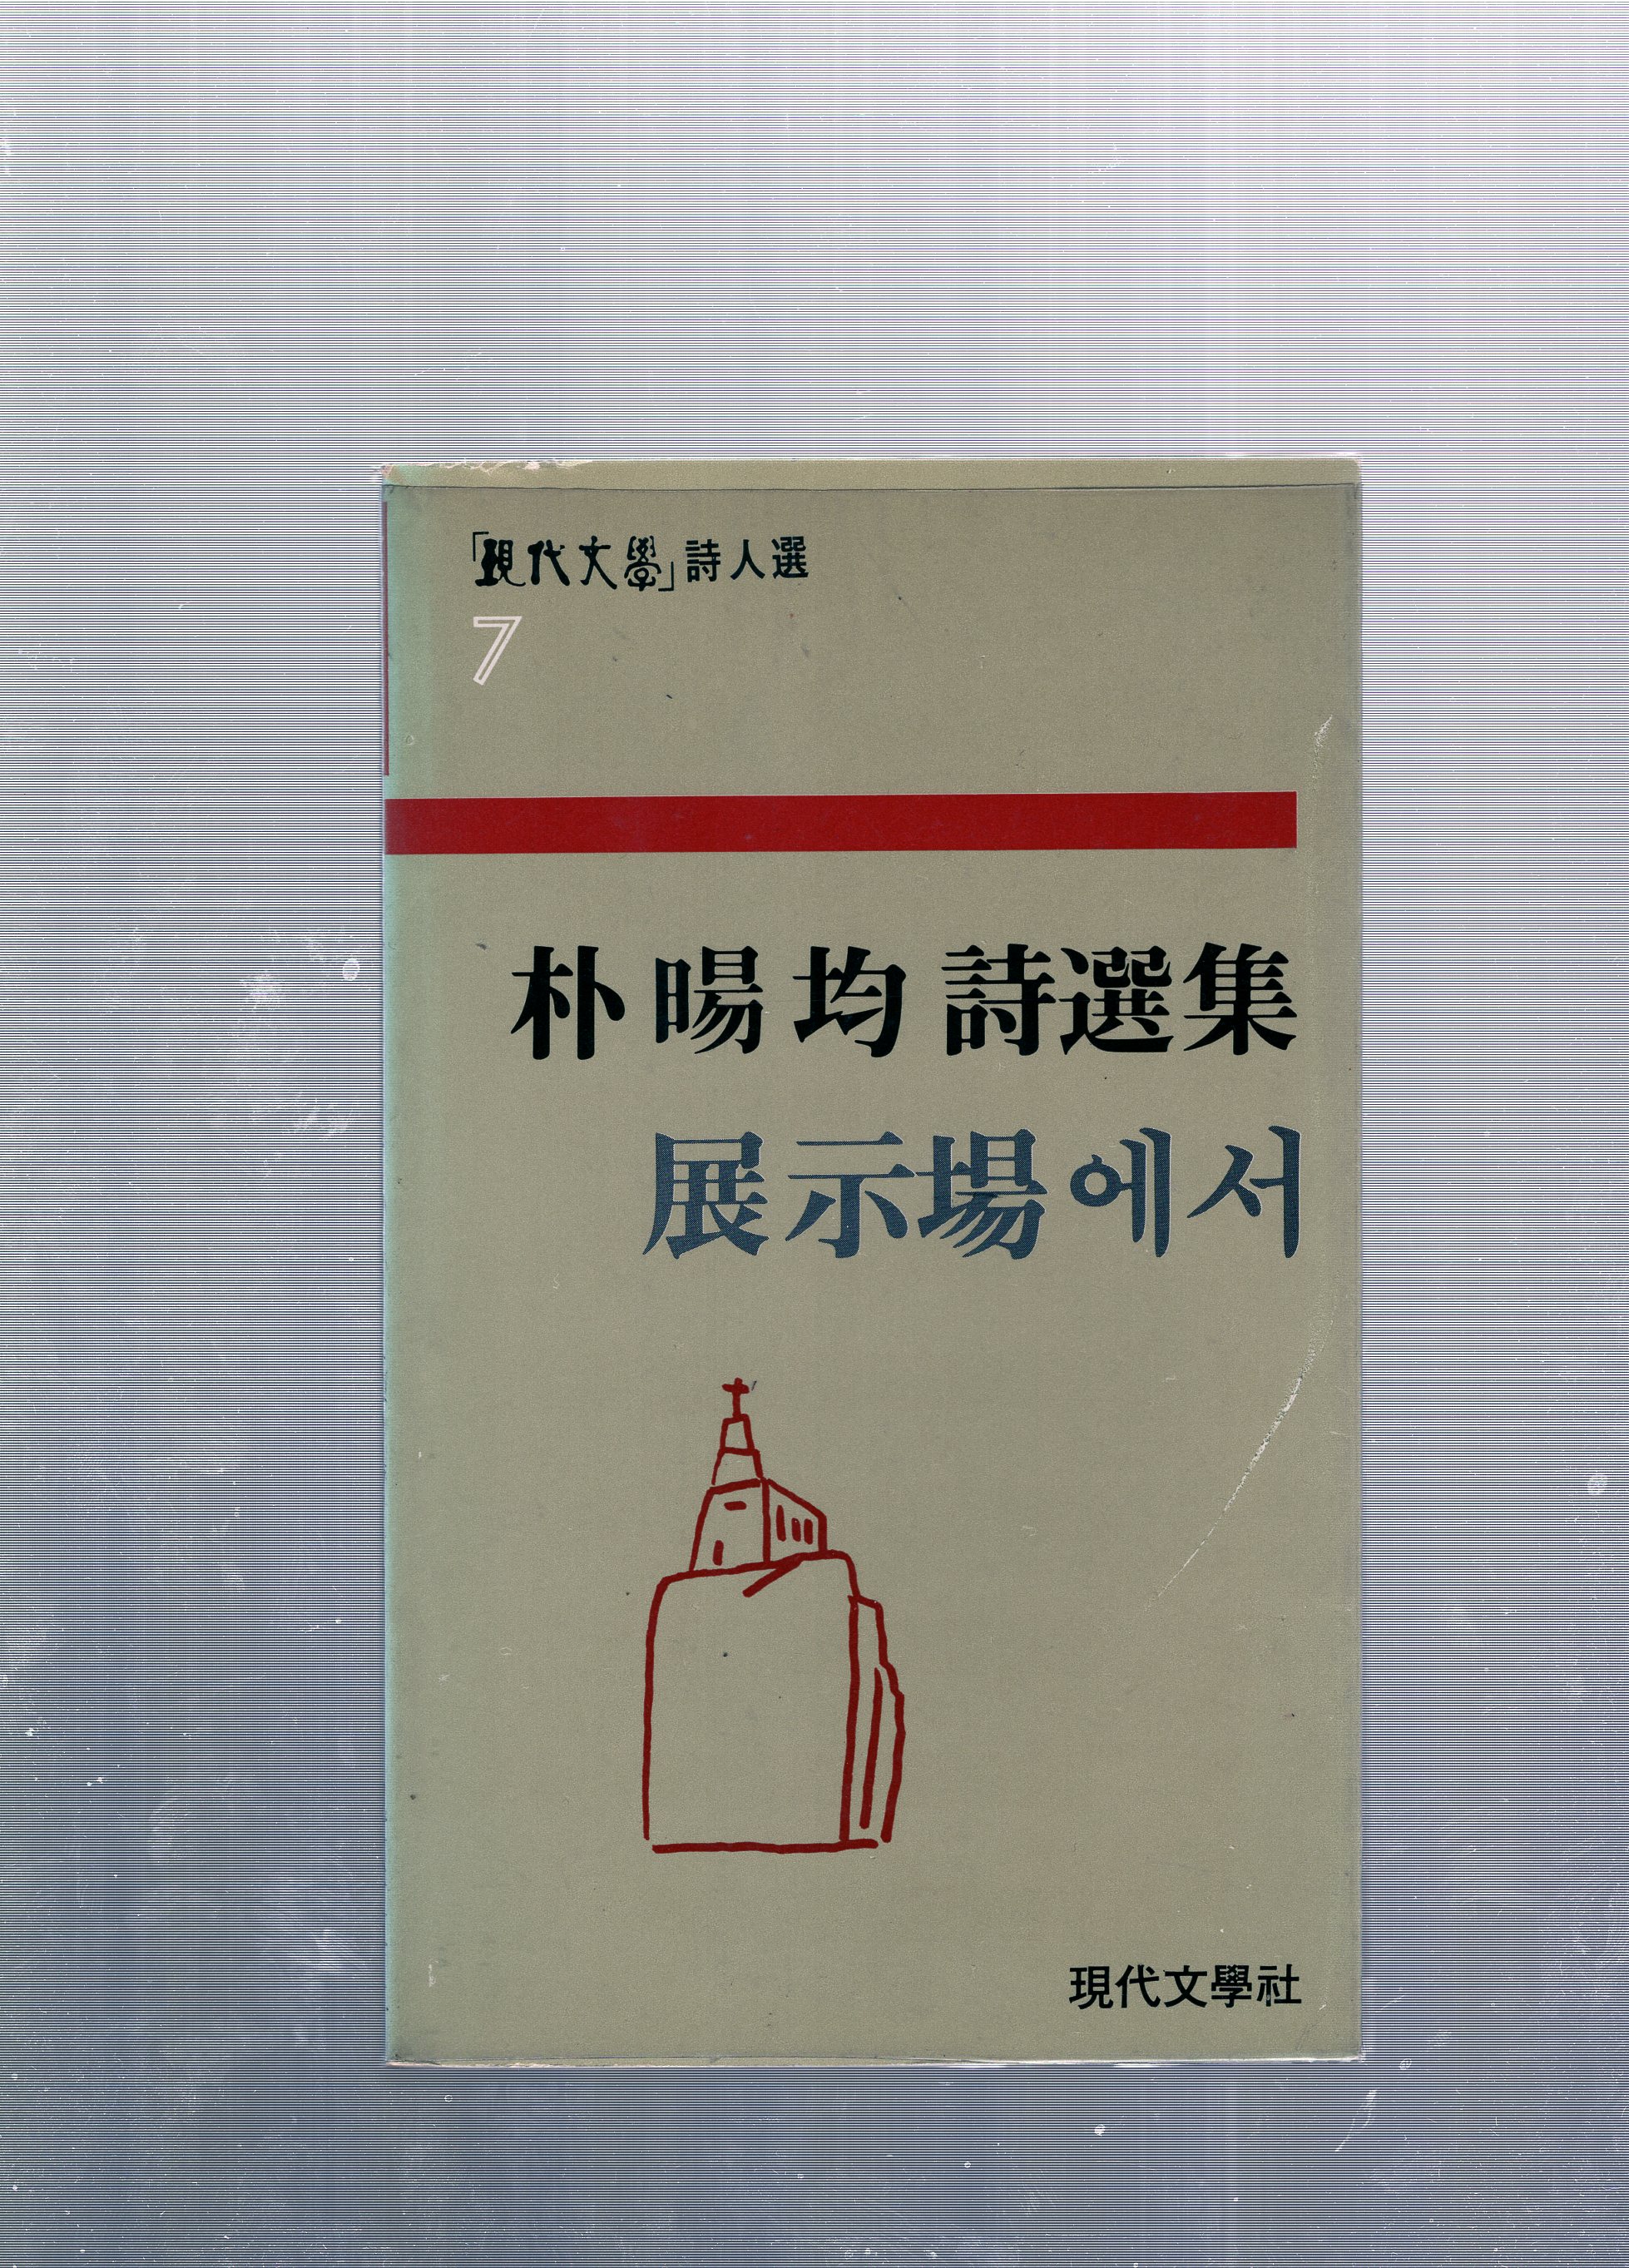 「現代文學」詩人選
7
朴暘均 詩選集
展示場에서
現代文學社